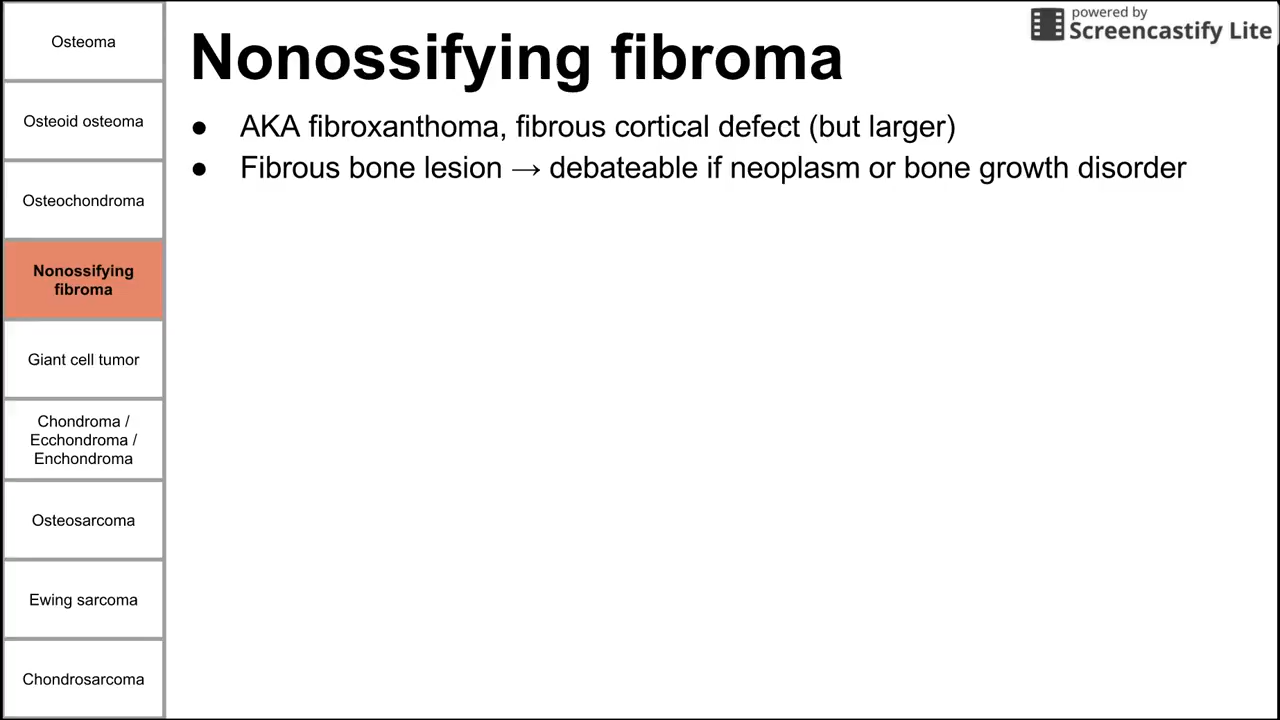 Osteoma
Osteoid osteoma
Osteochondroma
Nonossifying
fibroma
Giant cell tumor
Chondroma /
Ecchondroma /
Enchondroma
Osteosarcoma
Ewing sarcoma
Chondrosarcoma
Nonossifying fibroma
● AKA fibroxanthoma, fibrous cortical defect (but larger)
● Fibrous bone lesion → debateable if neoplasm or bone growth disorder
powered by
Screencastify Lite